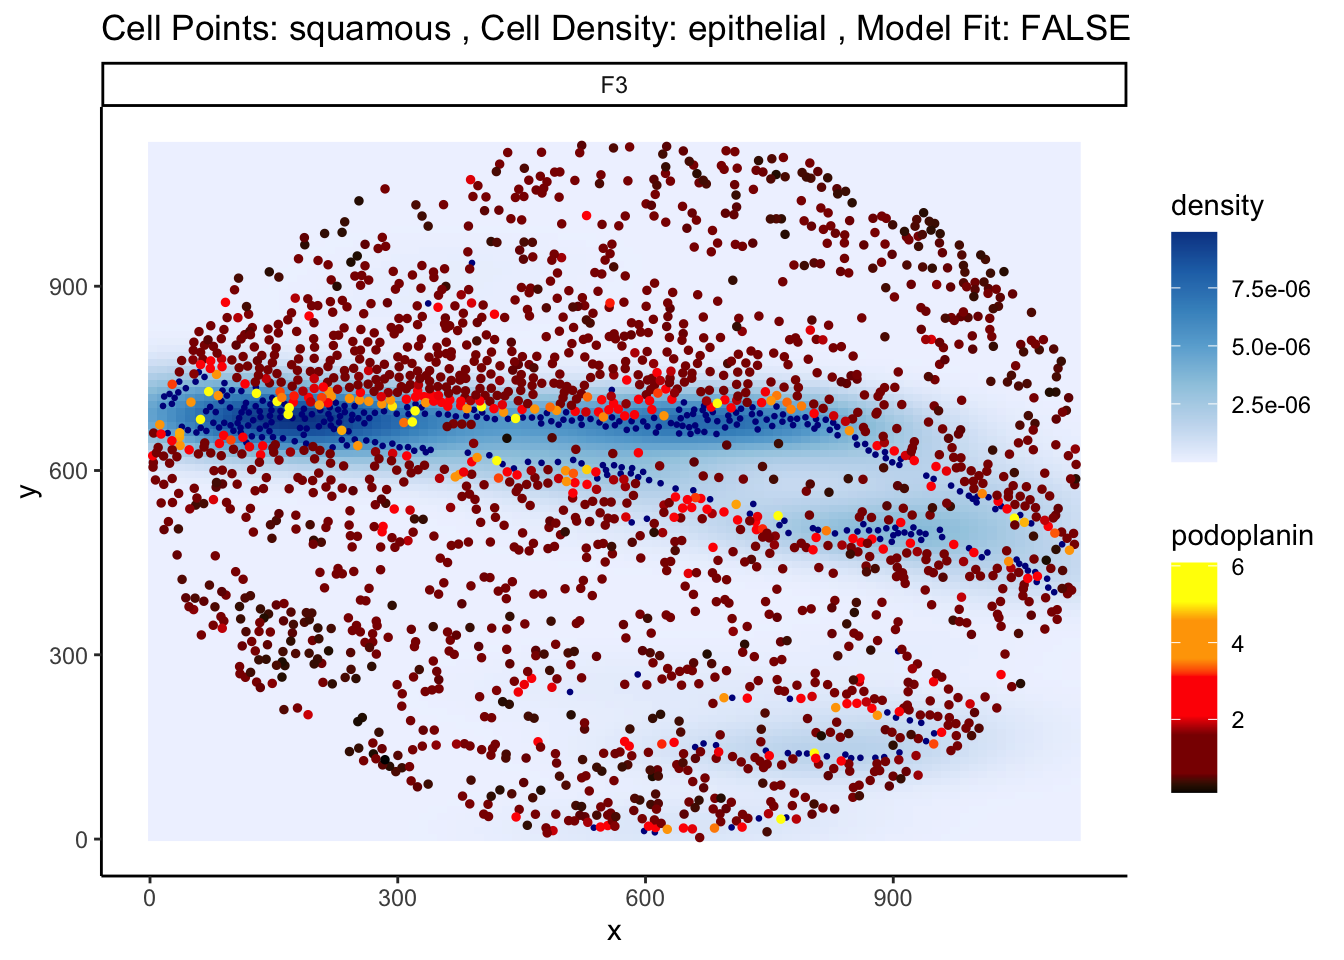 Cell Points: squamous , Cell Density: epithelial , Model Fit: FALSE
F3
density
7.5e-06
5.0e-06
2.5e-06
podoplanin
6
4
2
y
900
600
300
0
0 300 600 900
x